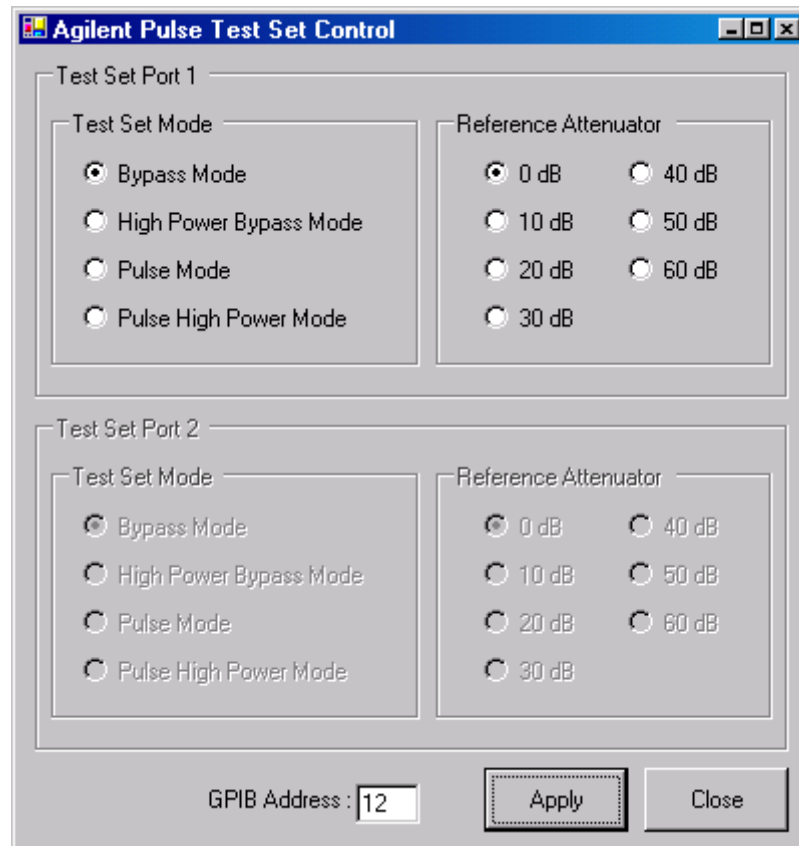 Agilent Pulse Test Set Control
Test Set Port 1
Test Set Mode
Bypass Mode
High Power Bypass Mode
Pulse Mode
Pulse High Power Mode
Reference Attenuator
0 dB
40 dB
10 dB
50 dB
20 dB
60 dB
30 dB
Test Set Port 2
Test Set Mode
Bypass Mode
High Power Bypass Mode
Pulse Mode
Pulse High Power Mode
Reference Attenuator
0 dB
40 dB
10 dB
50 dB
20 dB
60 dB
30 dB
GPIB Address : 12
Apply
Close